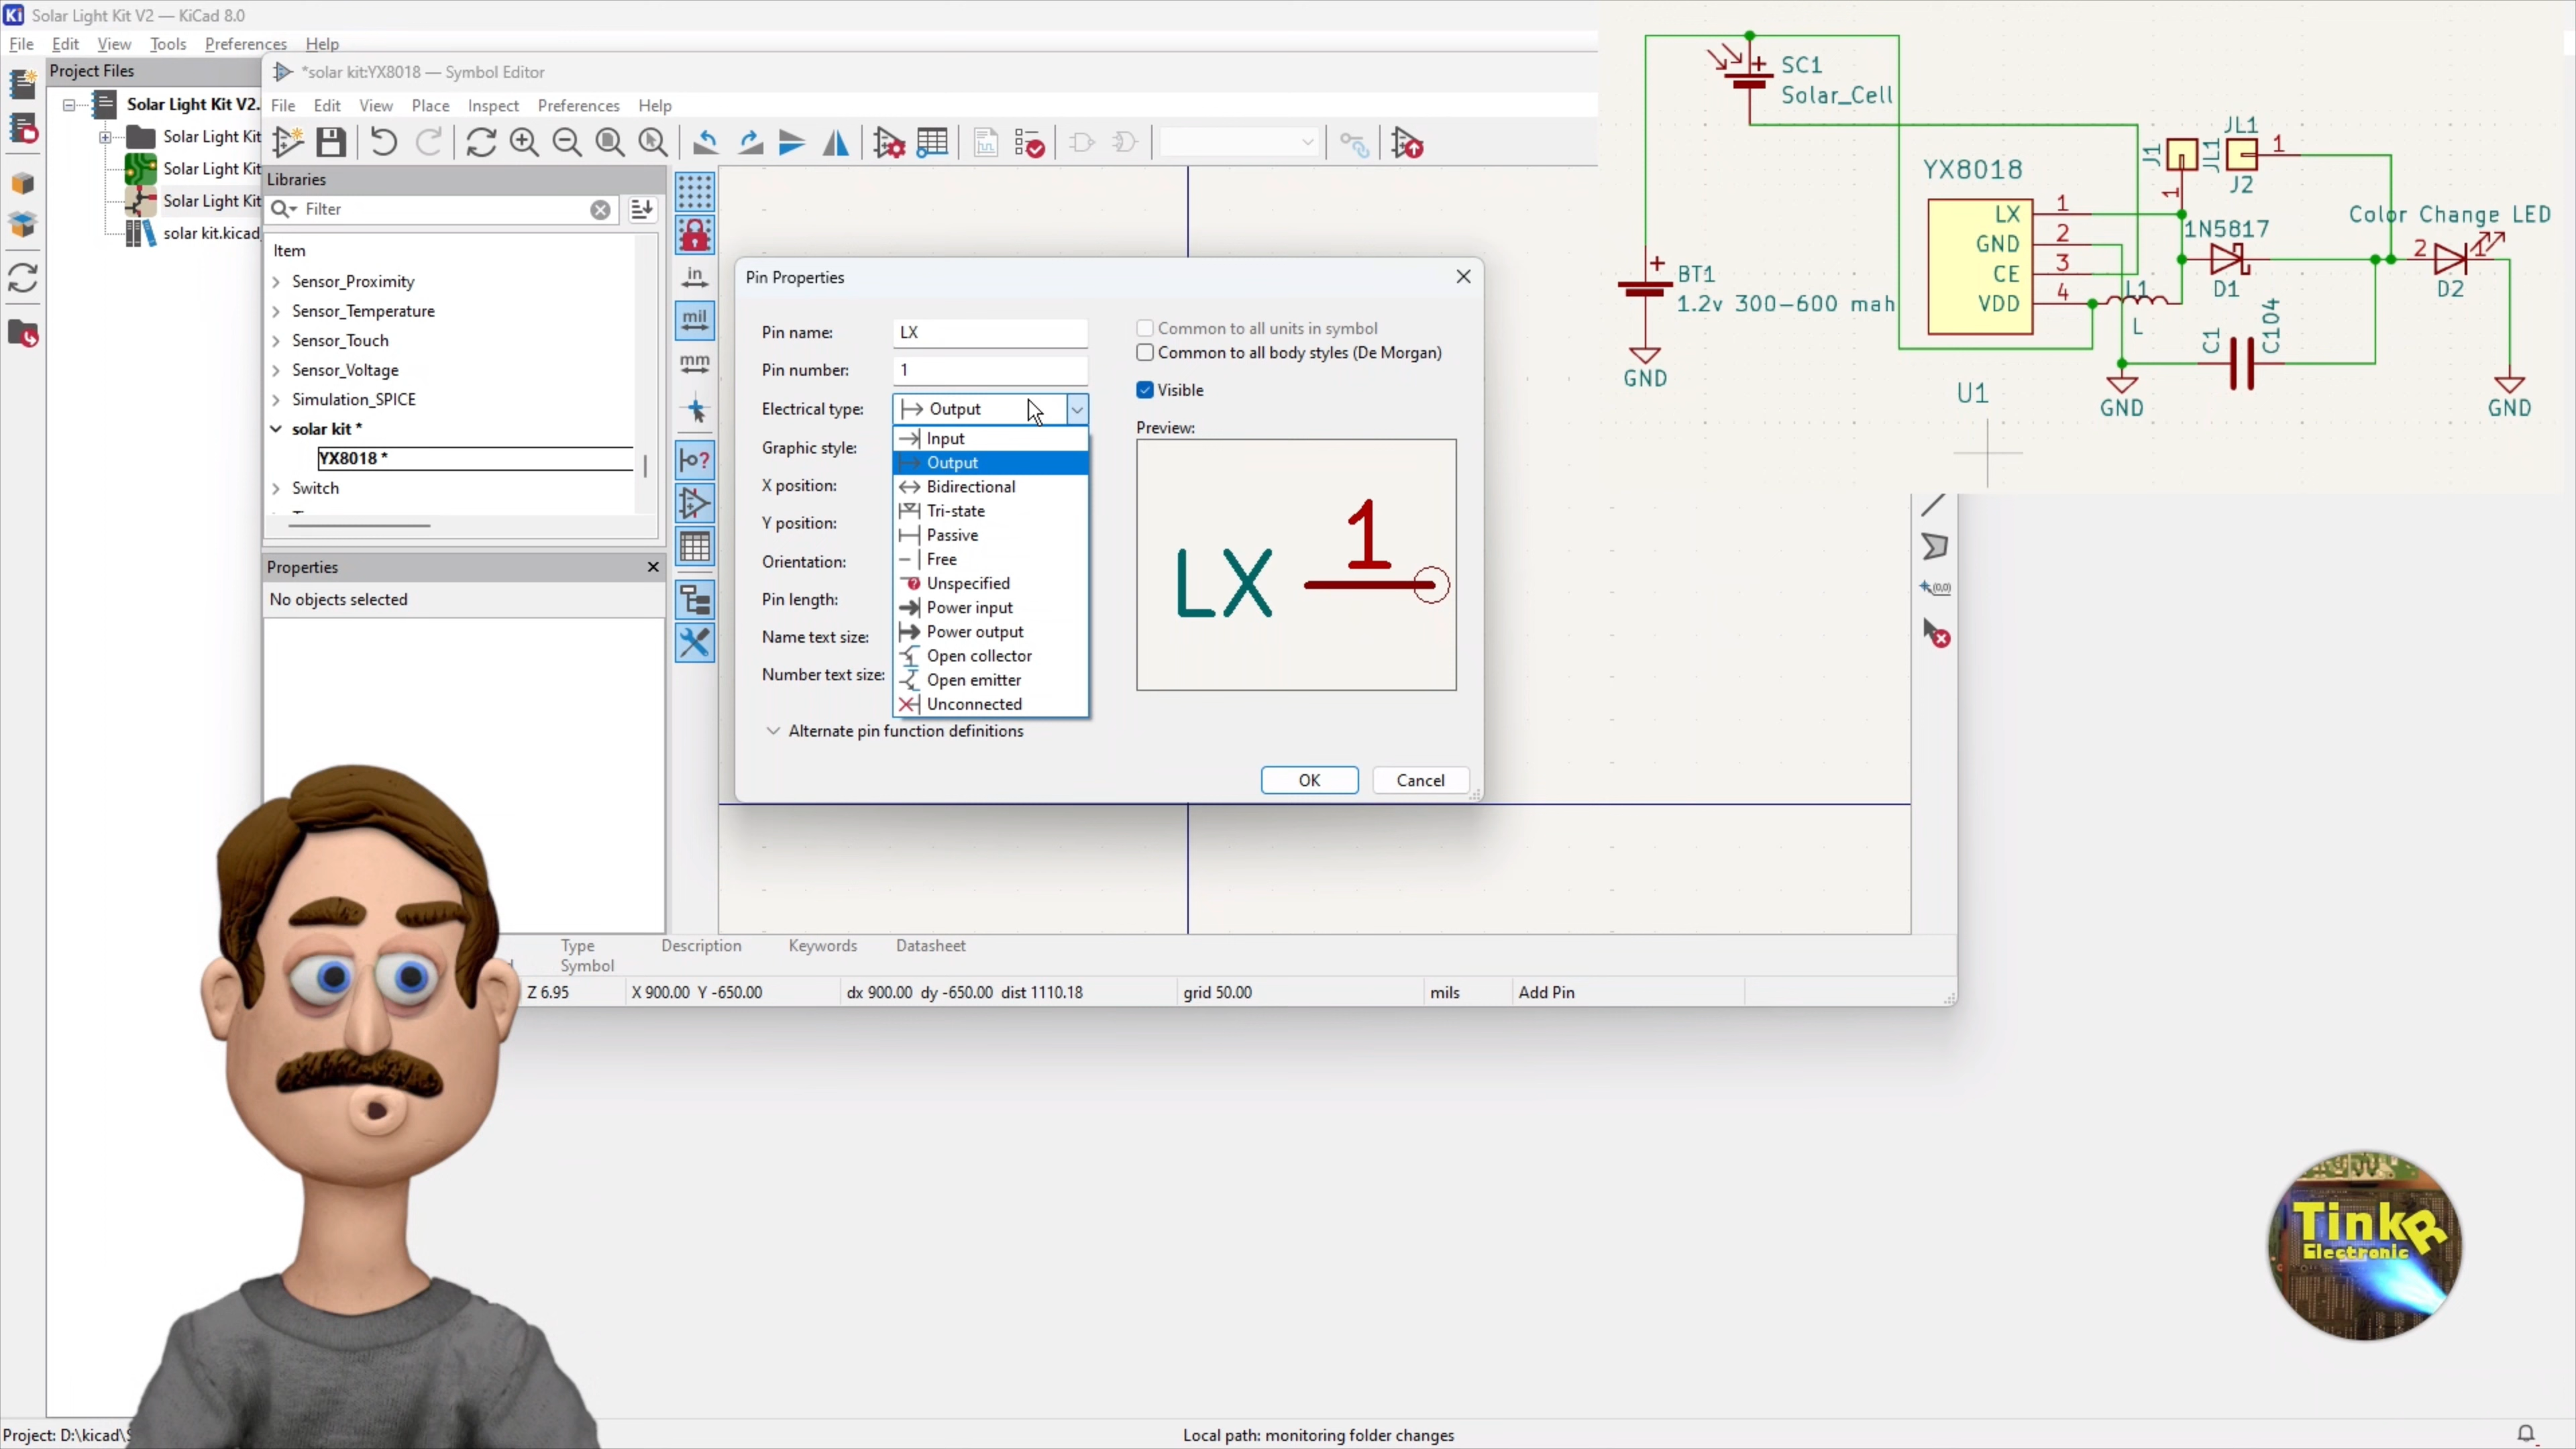 Solar Light Kit V2 — KiCad 8.0
File Edit View Tools Preferences Help
Project Files
Solar Light Kit V2.
Solar Light Kit
Solar Light Kit
Solar Light Kit
solar kit.kicad
*solar kit:YX8018 — Symbol Editor
File Edit View Place Inspect Preferences Help
Libraries
Filter
Item
Sensor_Proximity
Sensor_Temperature
Sensor_Touch
Sensor_Voltage
Simulation_SPICE
solar kit *
YX8018 *
Switch
Properties
No objects selected
in
mil
mm
Pin Properties
Pin name: LX
Pin number: 1
Electrical type: Output
Input
Output
Bidirectional
Tri-state
Passive
Free
Unspecified
Power input
Power output
Open collector
Open emitter
Unconnected
Graphic style:
X position:
Y position:
Orientation:
Pin length:
Name text size:
Number text size:
Alternate pin function definitions
Common to all units in symbol
Common to all body styles (De Morgan)
Visible
Preview:
LX 1
OK Cancel
SC1
Solar_Cell
YX8018
LX 1
GND 2
CE 3
VDD 4
U1
+ BT1
1.2v 300-600 mah
GND
J1
1
JL1
JL1
1
J2
1N5817
D1
L1
L
C1
C104
GND
Color Change LED
2 1
D2
GND
(0,0)
Type Description Keywords Datasheet
Symbol
Z 6.95 X 900.00 Y -650.00 dx 900.00 dy -650.00 dist 1110.18 grid 50.00 mils Add Pin
TinkR
Electronic
Project: D:\kicad\S
Local path: monitoring folder changes